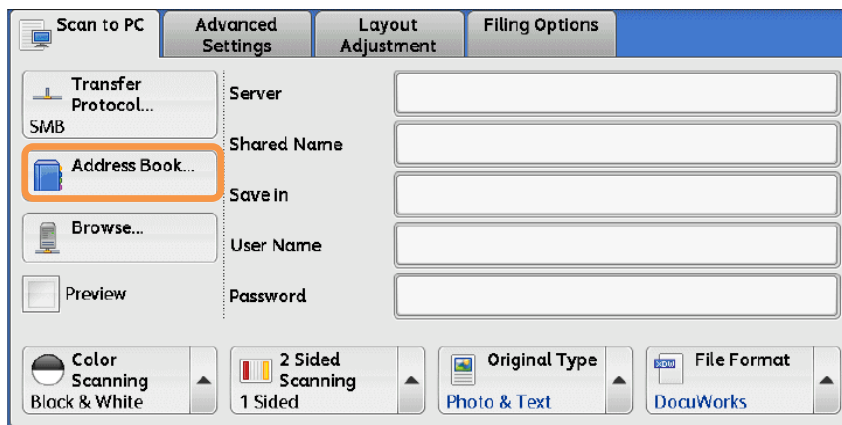 Scan to PC
Advanced
Settings
Layout
Adjustment
Filing Options
Transfer
Protocol...
SMB
Address Book...
Browse...
Preview
Server
Shared Name
Save in
User Name
Password
Color
Scanning
Black & White
2 Sided
Scanning
1 Sided
Original Type
Photo & Text
XDW
File Format
DocuWorks